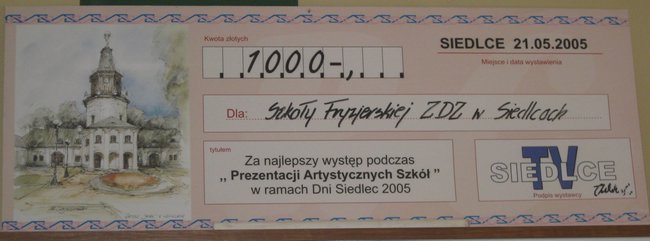 Kwota złotych
1000-,
SIEDLCE 21.05.2005
Miejsce i data wystawienia
Dla: Szkoły Fryzjerskiej ZDZ w Siedlcach
tytułem
Za najlepszy występ podczas
,, Prezentacji Artystycznych Szkół "
w ramach Dni Siedlec 2005
TV SIEDLCE
Podpis wystawcy